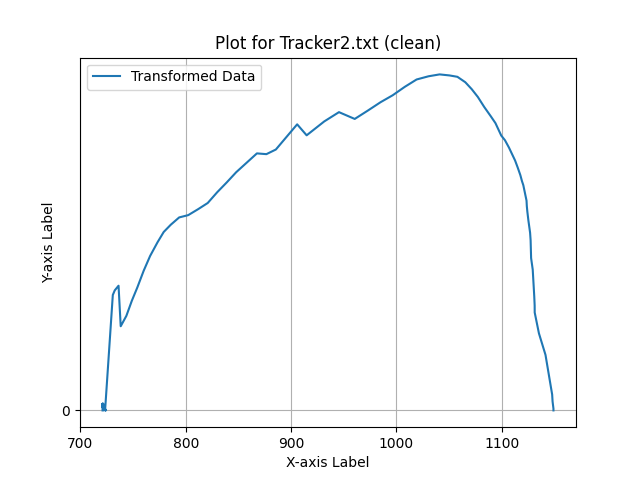 Plot for Tracker2.txt (clean)
Transformed Data
Y-axis Label
0
700 800 900 1000 1100
X-axis Label